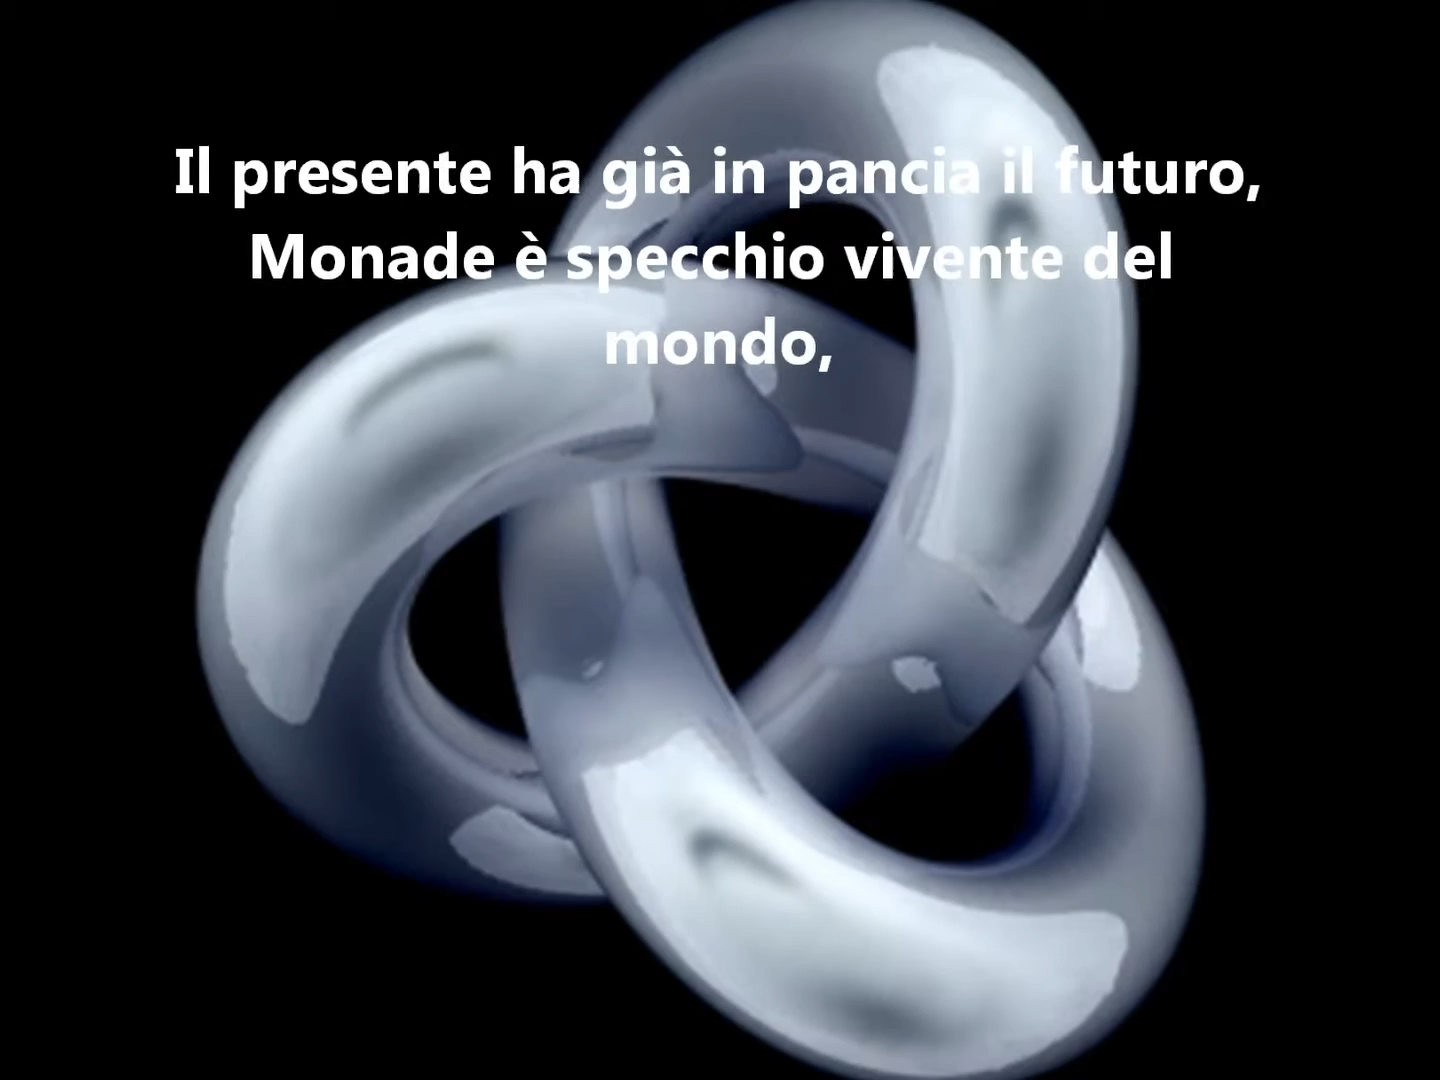 Il presente ha già in pancia il futuro,
Monade è specchio vivente del
mondo,